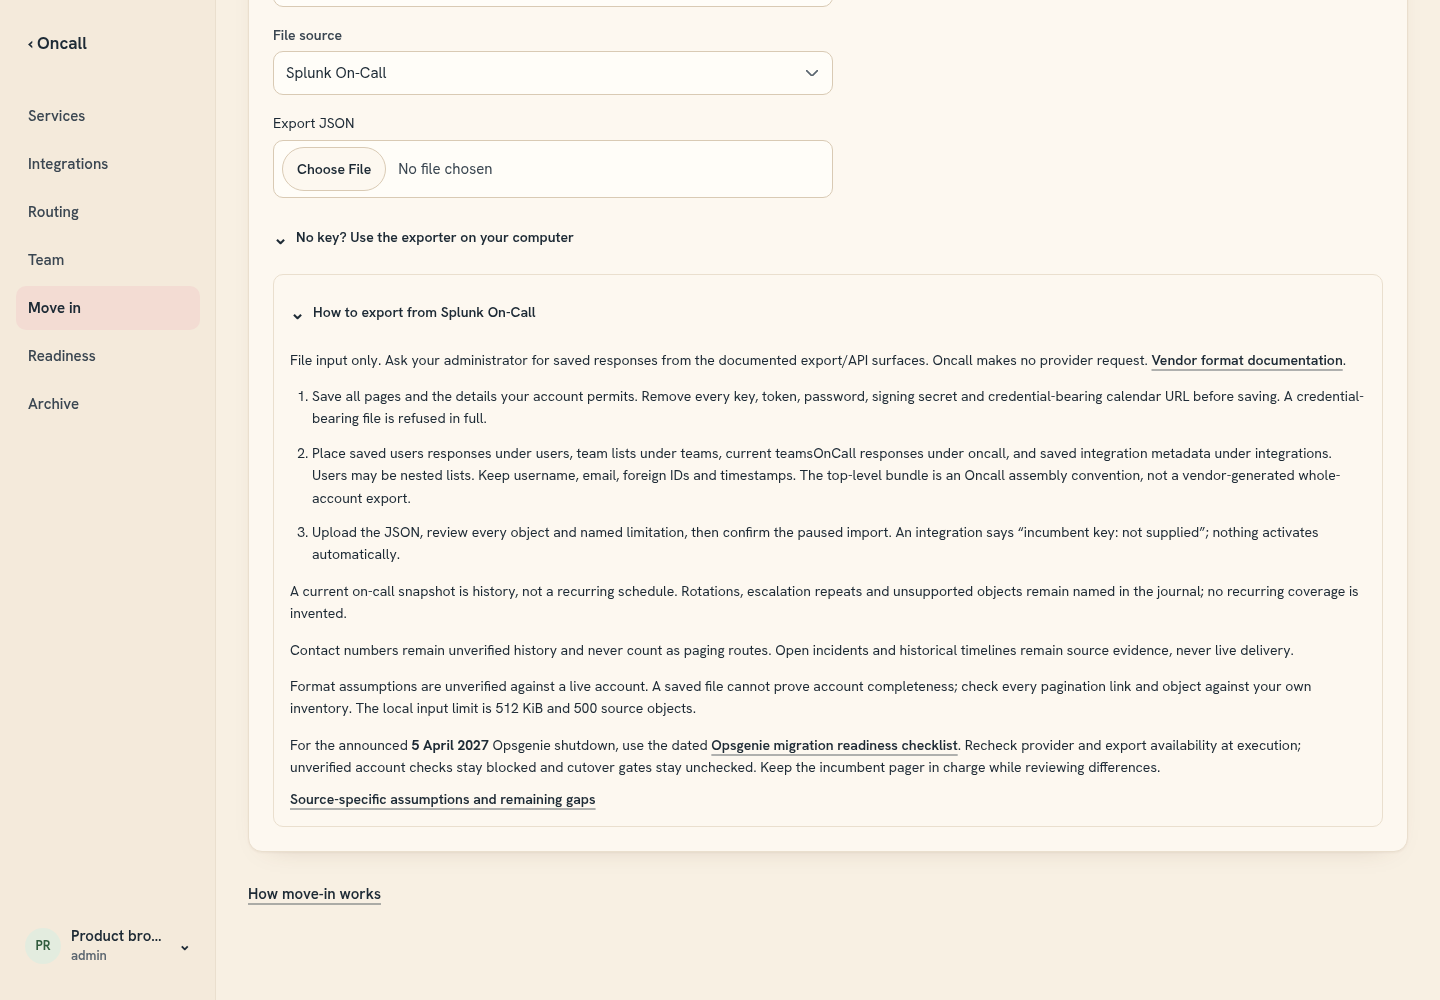 ‹ Oncall
Services
Integrations
Routing
Team
Move in
Readiness
Archive
PR
Product bro...
admin
File source
Splunk On-Call
Export JSON
Choose File
No file chosen
No key? Use the exporter on your computer
How to export from Splunk On-Call
File input only. Ask your administrator for saved responses from the documented export/API surfaces. Oncall makes no provider request. Vendor format documentation.
1. Save all pages and the details your account permits. Remove every key, token, password, signing secret and credential-bearing calendar URL before saving. A credential-
bearing file is refused in full.
2. Place saved users responses under users, team lists under teams, current teamsOnCall responses under oncall, and saved integration metadata under integrations.
Users may be nested lists. Keep username, email, foreign IDs and timestamps. The top-level bundle is an Oncall assembly convention, not a vendor-generated whole-
account export.
3. Upload the JSON, review every object and named limitation, then confirm the paused import. An integration says “incumbent key: not supplied”; nothing activates
automatically.
A current on-call snapshot is history, not a recurring schedule. Rotations, escalation repeats and unsupported objects remain named in the journal; no recurring coverage is
invented.
Contact numbers remain unverified history and never count as paging routes. Open incidents and historical timelines remain source evidence, never live delivery.
Format assumptions are unverified against a live account. A saved file cannot prove account completeness; check every pagination link and object against your own
inventory. The local input limit is 512 KiB and 500 source objects.
For the announced 5 April 2027 Opsgenie shutdown, use the dated Opsgenie migration readiness checklist. Recheck provider and export availability at execution;
unverified account checks stay blocked and cutover gates stay unchecked. Keep the incumbent pager in charge while reviewing differences.
Source-specific assumptions and remaining gaps
How move-in works